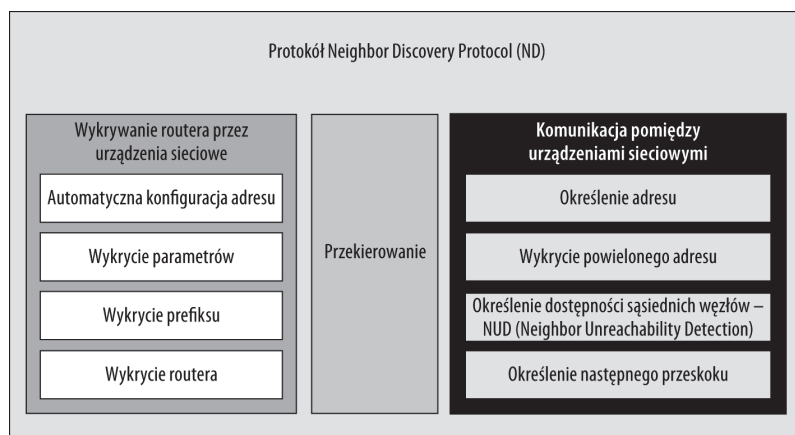 Protokół Neighbor Discovery Protocol (ND)
Wykrywanie routera przez
urządzenia sieciowe
Automatyczna konfiguracja adresu
Wykrycie parametrów
Wykrycie prefiksu
Wykrycie routera
Przekierowanie
Komunikacja pomiędzy
urządzeniami sieciowymi
Określenie adresu
Wykrycie powielonego adresu
Określenie dostępności sąsiednich węzłów –
NUD (Neighbor Unreachability Detection)
Określenie następnego przeskoku